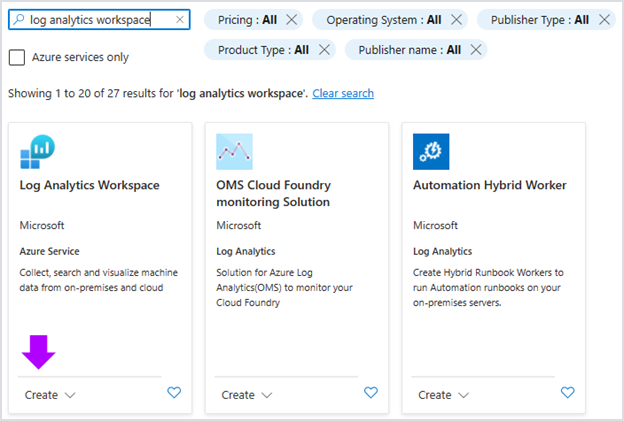 log analytics workspace
Pricing : All
Operating System : All
Publisher Type : All
Azure services only
Product Type : All
Publisher name : All
Showing 1 to 20 of 27 results for 'log analytics workspace'. Clear search
Log Analytics Workspace
Microsoft
Azure Service
Collect, search and visualize machine
data from on-premises and cloud
Create
OMS Cloud Foundry
monitoring Solution
Microsoft
Log Analytics
Solution for Azure Log
Analytics(OMS) to monitor your
Cloud Foundry
Create
Automation Hybrid Worker
Microsoft
Log Analytics
Create Hybrid Runbook Workers to
run Automation runbooks on your
on-premises servers.
Create